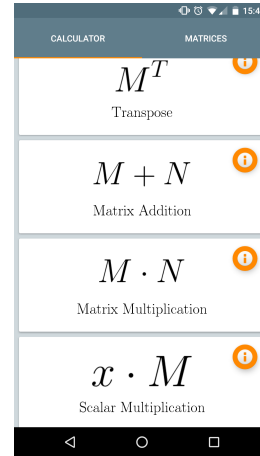 15:4
CALCULATOR MATRICES
M^T
Transpose
M + N
Matrix Addition
M · N
Matrix Multiplication
x · M
Scalar Multiplication